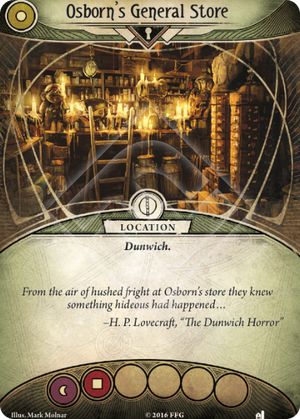 Osborn's General Store
LOCATION
Dunwich.
From the air of hushed fright at Osborn's store they knew
something hideous had happened…
–H. P. Lovecraft, “The Dunwich Horror”
Illus. Mark Molnar
© 2016 FFG